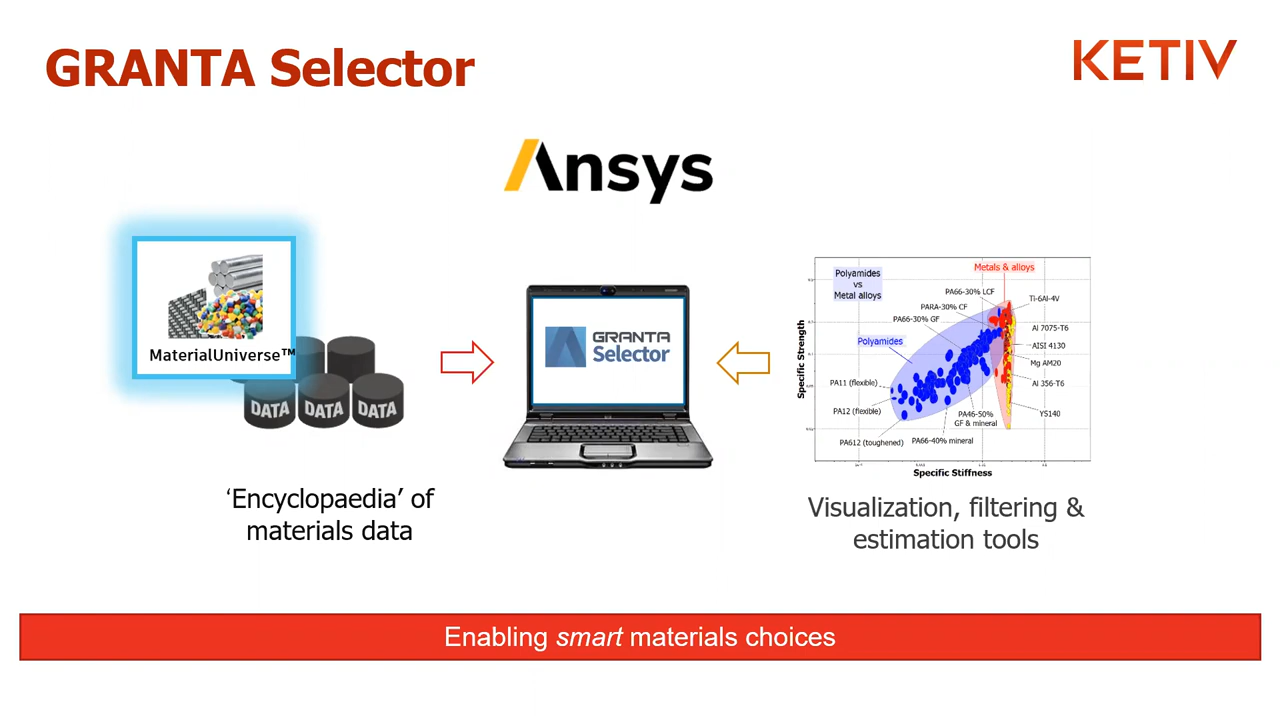 GRANTA Selector
KETIV
Ansys
MaterialUniverse™
DATA DATA DATA
GRANTA
Selector
Polyamides
vs
Metal alloys
Metals & alloys
PA66-30% LCF
Ti-6Al-4V
PARA-30% CF
PA66-30% GF
Al 7075-T6
Polyamides
AISI 4130
Mg AM20
PA11 (flexible)
Al 356-T6
PA12 (flexible)
PA46-50%
GF & mineral
YS140
PA612 (toughened)
PA66-40% mineral
Specific Strength
Specific Stiffness
‘Encyclopaedia’ of
materials data
Visualization, filtering &
estimation tools
Enabling smart materials choices